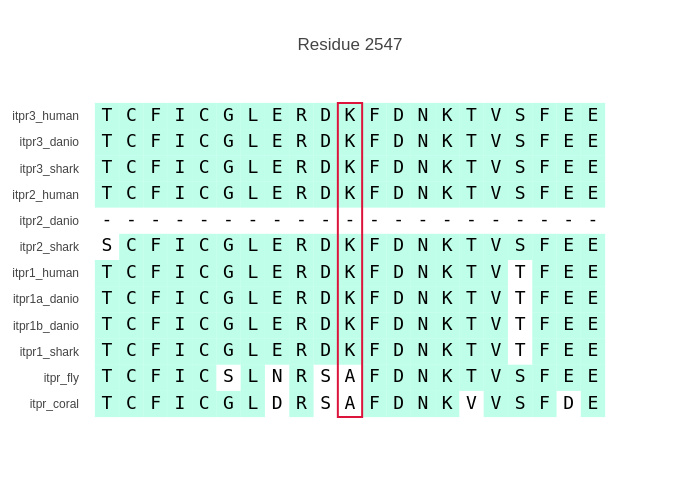 Residue 2547
itpr3_human T C F I C G L E R D K F D N K T V S F E E
itpr3_danio T C F I C G L E R D K F D N K T V S F E E
itpr3_shark T C F I C G L E R D K F D N K T V S F E E
itpr2_human T C F I C G L E R D K F D N K T V S F E E
itpr2_danio - - - - - - - - - - - - - - - - - - - - -
itpr2_shark S C F I C G L E R D K F D N K T V S F E E
itpr1_human T C F I C G L E R D K F D N K T V T F E E
itpr1a_danio T C F I C G L E R D K F D N K T V T F E E
itpr1b_danio T C F I C G L E R D K F D N K T V T F E E
itpr1_shark T C F I C G L E R D K F D N K T V T F E E
itpr_fly T C F I C S L N R S A F D N K T V S F E E
itpr_coral T C F I C G L D R S A F D N K V V S F D E